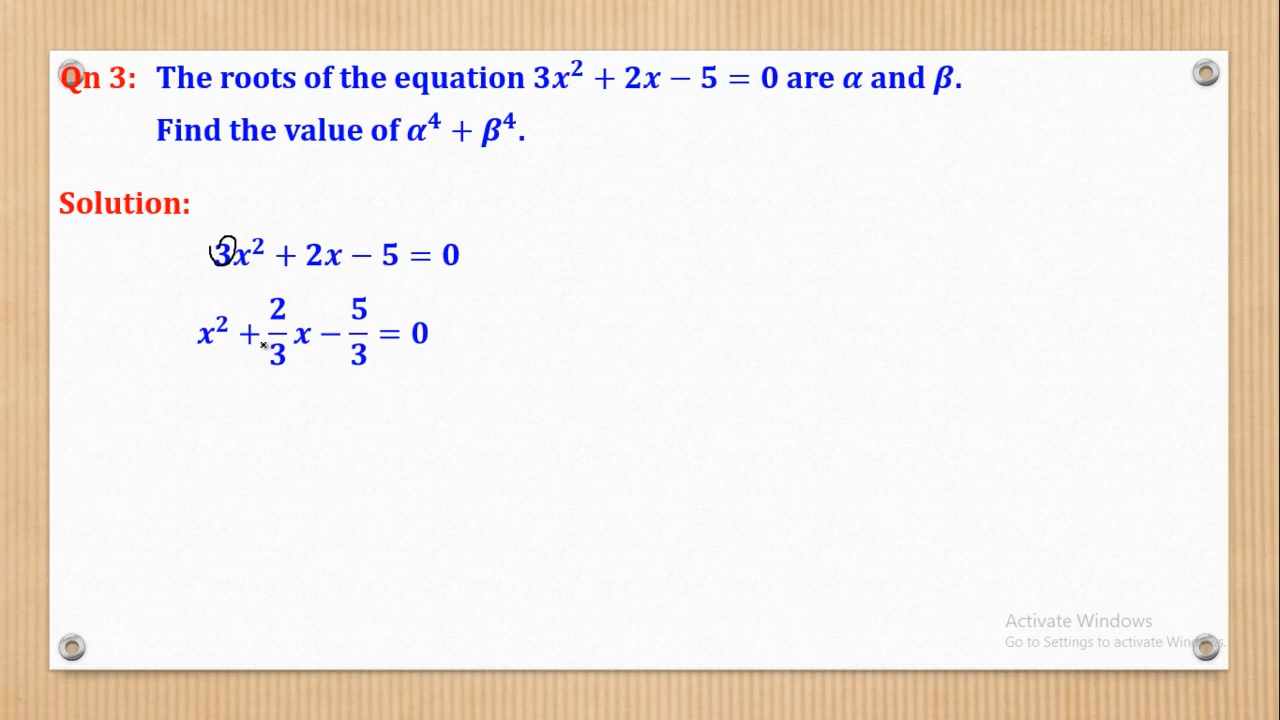 Qn 3: The roots of the equation 3x² + 2x − 5 = 0 are α and β.
Find the value of α⁴ + β⁴.
Solution:
3x² + 2x − 5 = 0
x² + 2/3 x − 5/3 = 0
Activate Windows
Go to Settings to activate Windows.